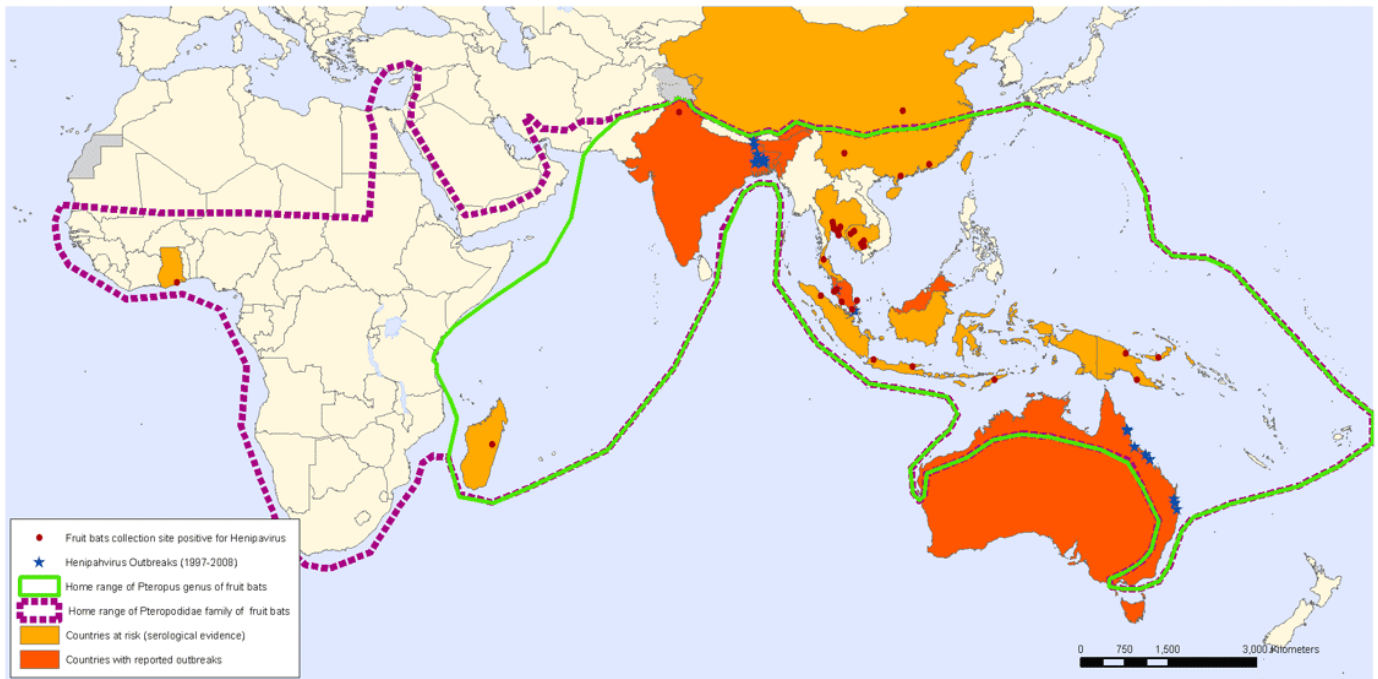 Fruit bats collection site positive for Henipavirus
Henipahvirus Outbreaks (1997-2008)
Home range of Pteropus genus of fruit bats
Home range of Pteropodidae family of fruit bats
Countries at risk (serological evidence)
Countries with reported outbreaks
0 750 1,500 3,000 Kilometers